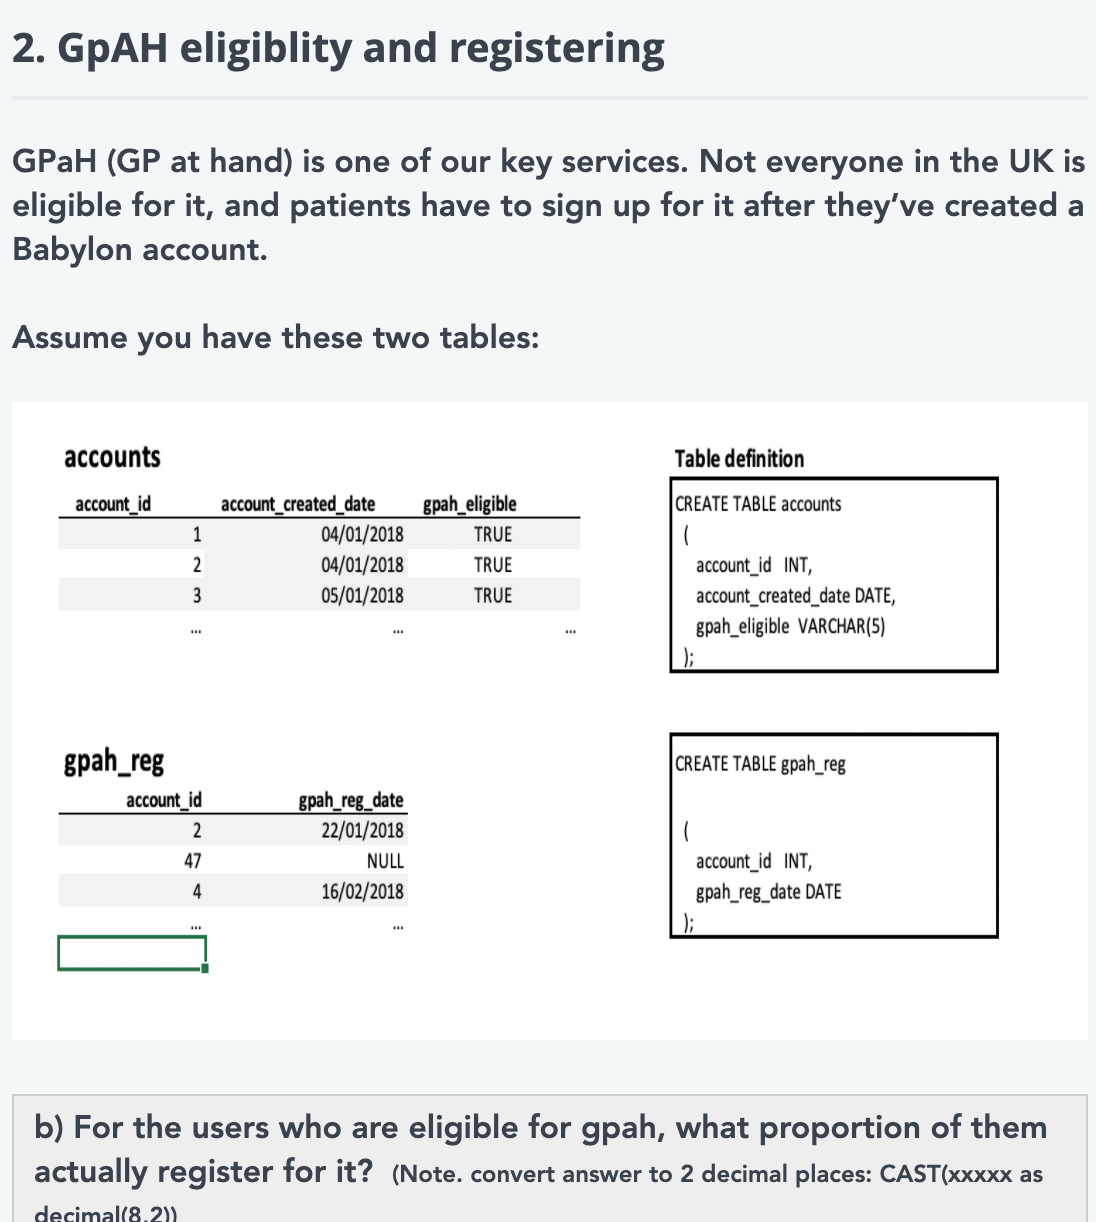 2. GpAH eligiblity and registering
GPaH (GP at hand) is one of our key services. Not everyone in the UK is
eligible for it, and patients have to sign up for it after they’ve created a
Babylon account.
Assume you have these two tables:
accounts
account_id account_created_date gpah_eligible
1 04/01/2018 TRUE
2 04/01/2018 TRUE
3 05/01/2018 TRUE
... ... ...
Table definition
CREATE TABLE accounts
(
account_id INT,
account_created_date DATE,
gpah_eligible VARCHAR(5)
);
gpah_reg
account_id gpah_reg_date
2 22/01/2018
47 NULL
4 16/02/2018
... ...
CREATE TABLE gpah_reg
(
account_id INT,
gpah_reg_date DATE
);
b) For the users who are eligible for gpah, what proportion of them
actually register for it? (Note. convert answer to 2 decimal places: CAST(xxxxx as
decimal(8,2))